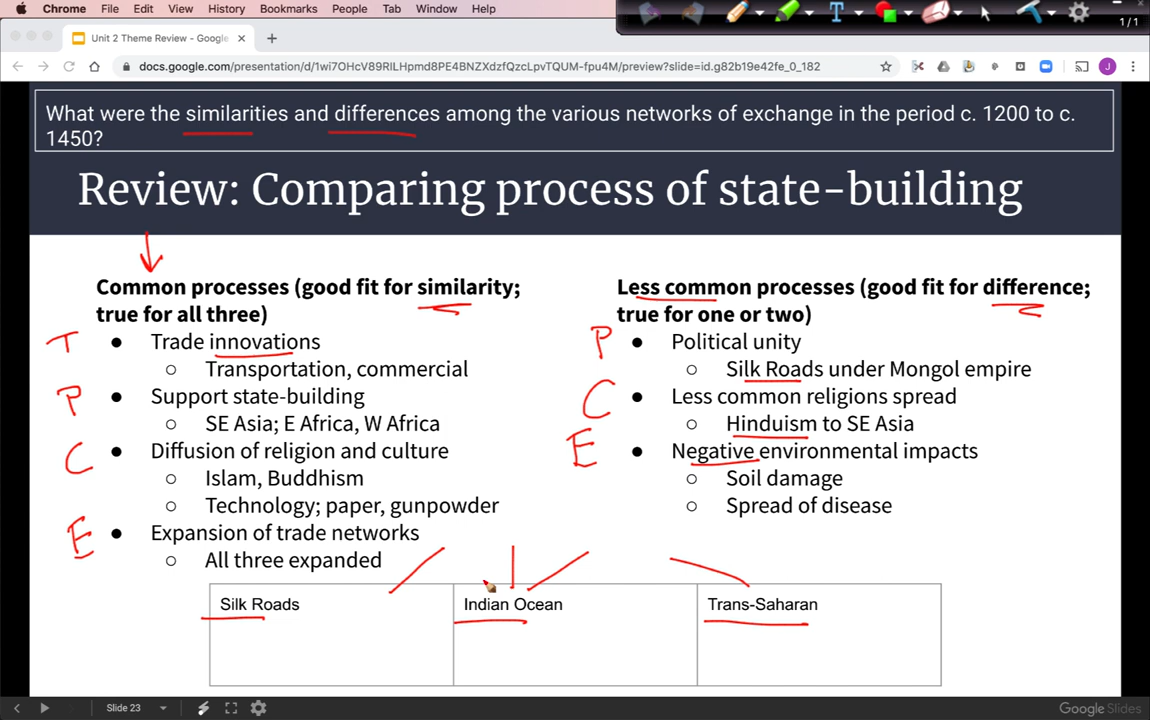 Chrome File Edit View History Bookmarks People Tab Window Help
1/1
Unit 2 Theme Review - Google
docs.google.com/presentation/d/1wi7OHcV89RILHpmd8PE4BNZXdzfQzcLpvTQUM-fpu4M/preview?slide=id.g82b19e42fe_0_182
J
What were the similarities and differences among the various networks of exchange in the period c. 1200 to c.
1450?
Review: Comparing process of state-building
Common processes (good fit for similarity;
true for all three)
T • Trade innovations
○ Transportation, commercial
P • Support state-building
○ SE Asia; E Africa, W Africa
C • Diffusion of religion and culture
○ Islam, Buddhism
○ Technology; paper, gunpowder
E • Expansion of trade networks
○ All three expanded
Less common processes (good fit for difference;
true for one or two)
P • Political unity
○ Silk Roads under Mongol empire
C • Less common religions spread
○ Hinduism to SE Asia
E • Negative environmental impacts
○ Soil damage
○ Spread of disease
Silk Roads Indian Ocean Trans-Saharan
Slide 23
Google Slides